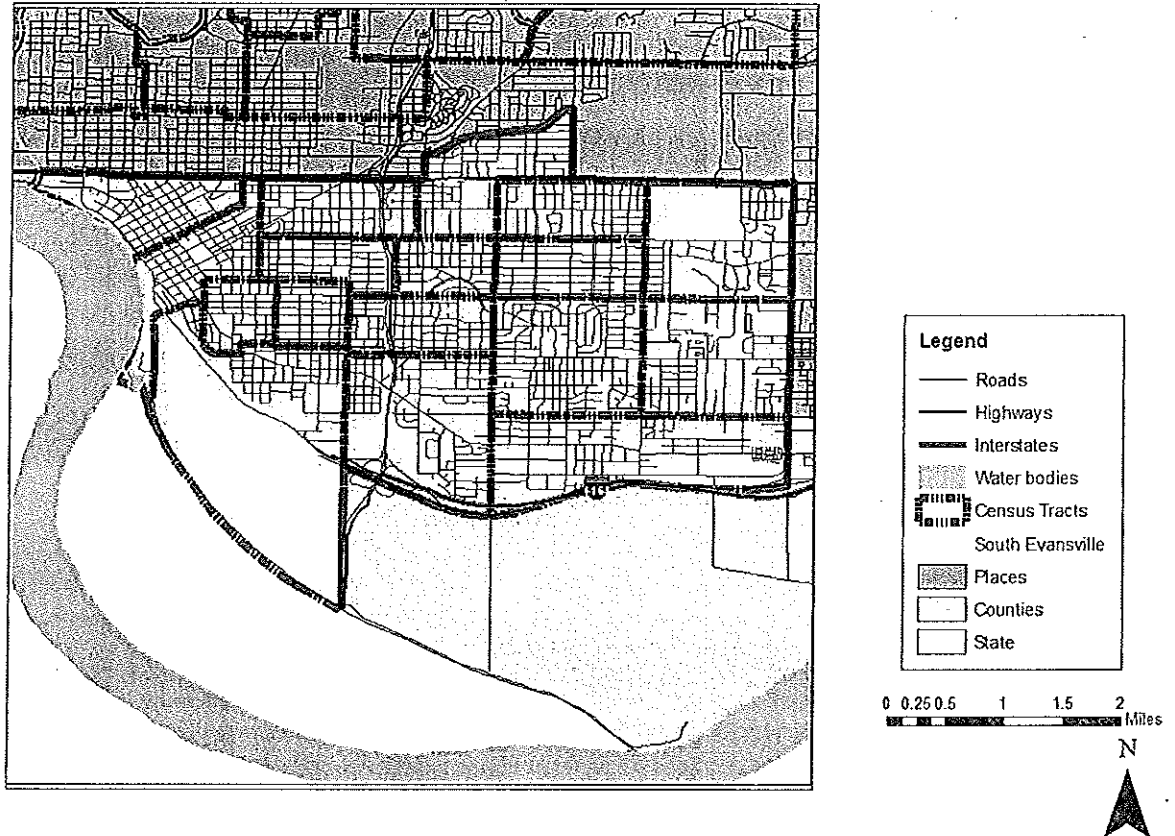 Legend
Roads
Highways
Interstates
Water bodies
Census Tracts
South Evansville
Places
Counties
State
0 0.25 0.5 1 1.5 2
Miles
N